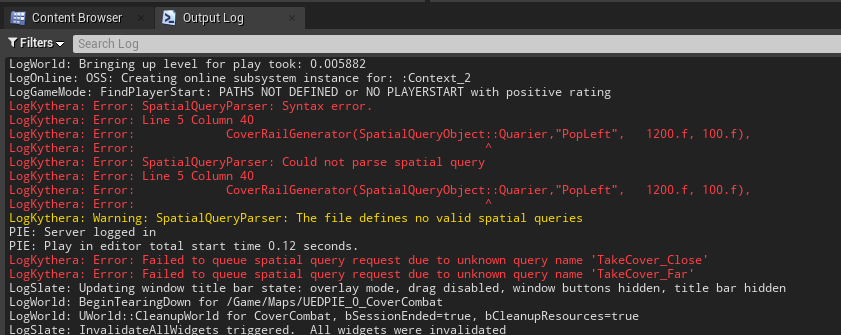 Content Browser Output Log
Filters Search Log
LogWorld: Bringing up level for play took: 0.005882
LogOnline: OSS: Creating online subsystem instance for: :Context_2
LogGameMode: FindPlayerStart: PATHS NOT DEFINED or NO PLAYERSTART with positive rating
LogKythera: Error: SpatialQueryParser: Syntax error.
LogKythera: Error: Line 5 Column 40
LogKythera: Error:            CoverRailGenerator(SpatialQueryObject::Quarier,"PopLeft",   1200.f, 100.f),
LogKythera: Error:                                               ^
LogKythera: Error: SpatialQueryParser: Could not parse spatial query
LogKythera: Error: Line 5 Column 40
LogKythera: Error:            CoverRailGenerator(SpatialQueryObject::Quarier,"PopLeft",   1200.f, 100.f),
LogKythera: Error:                                               ^
LogKythera: Warning: SpatialQueryParser: The file defines no valid spatial queries
PIE: Server logged in
PIE: Play in editor total start time 0.12 seconds.
LogKythera: Error: Failed to queue spatial query request due to unknown query name 'TakeCover_Close'
LogKythera: Error: Failed to queue spatial query request due to unknown query name 'TakeCover_Far'
LogSlate: Updating window title bar state: overlay mode, drag disabled, window buttons hidden, title bar hidden
LogWorld: BeginTearingDown for /Game/Maps/UEDPIE_0_CoverCombat
LogWorld: UWorld::CleanupWorld for CoverCombat, bSessionEnded=true, bCleanupResources=true
LogSlate: InvalidateAllWidgets triggered.  All widgets were invalidated